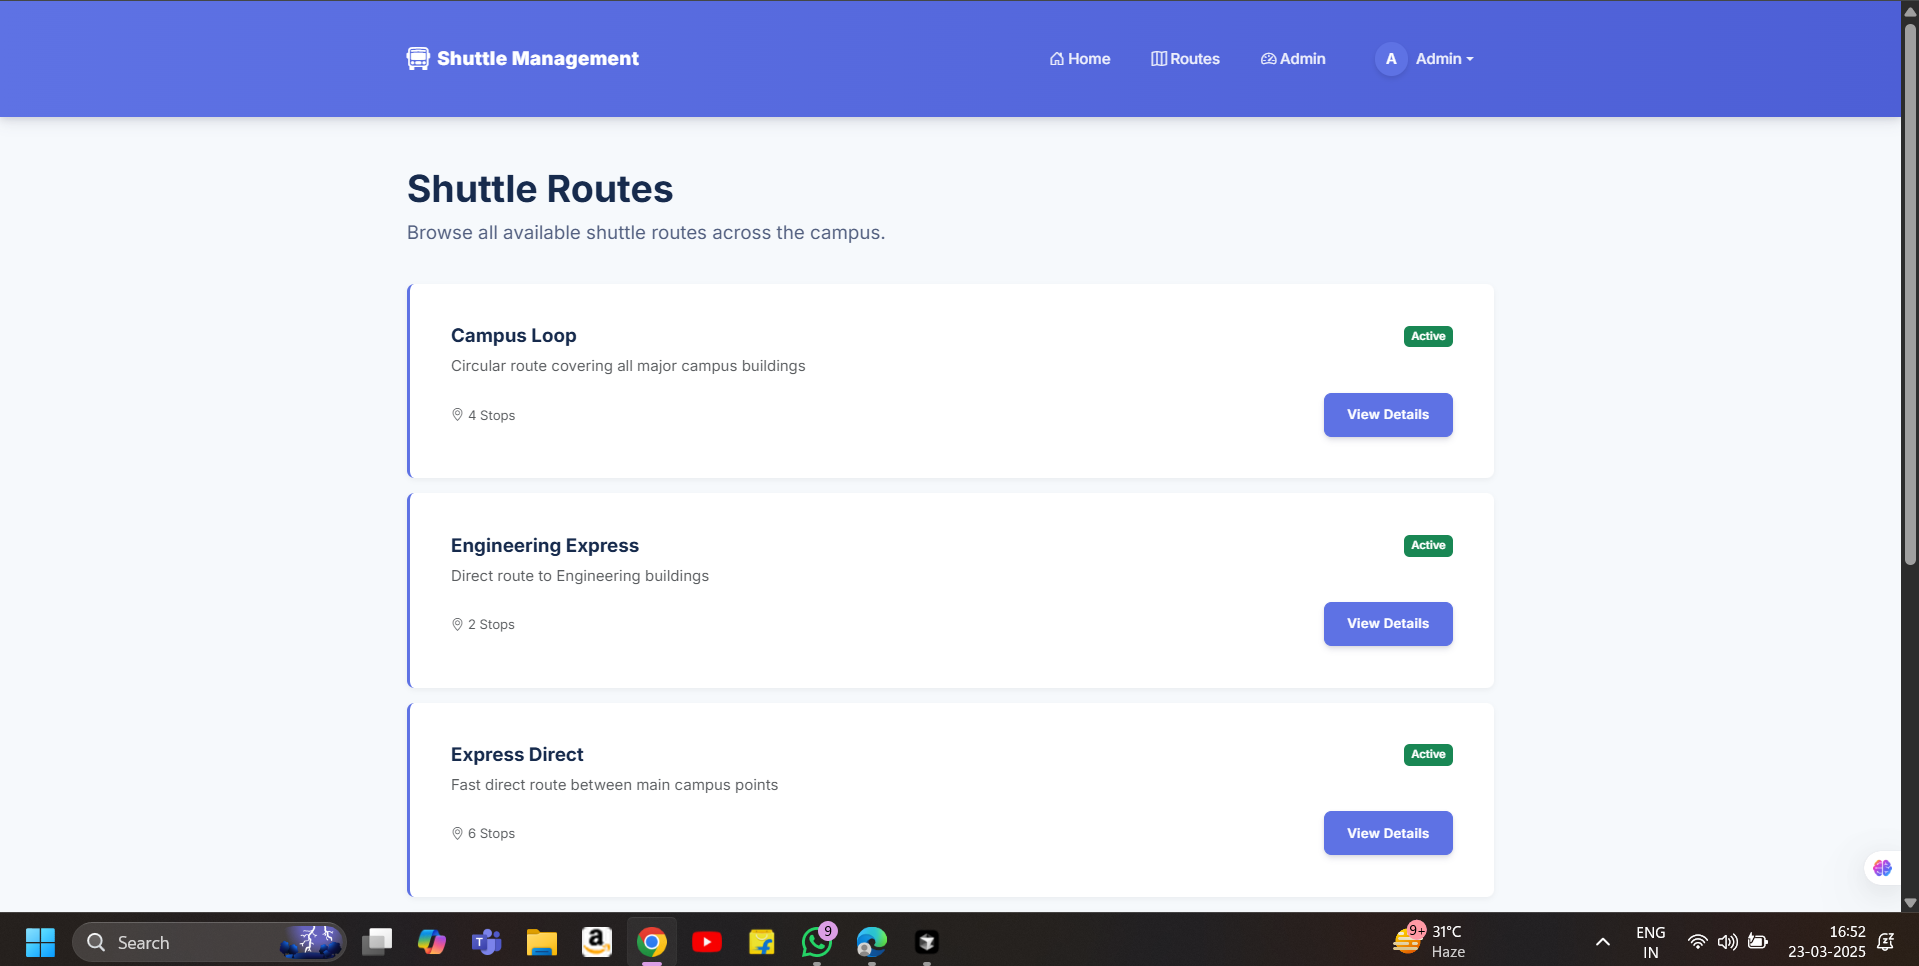 Shuttle Management
Home
Routes
Admin
A
Admin
Shuttle Routes
Browse all available shuttle routes across the campus.
Campus Loop
Active
Circular route covering all major campus buildings
4 Stops
View Details
Engineering Express
Active
Direct route to Engineering buildings
2 Stops
View Details
Express Direct
Active
Fast direct route between main campus points
6 Stops
View Details
Search
T
a
9
9+
31°C
Haze
ENG
IN
16:52
23-03-2025